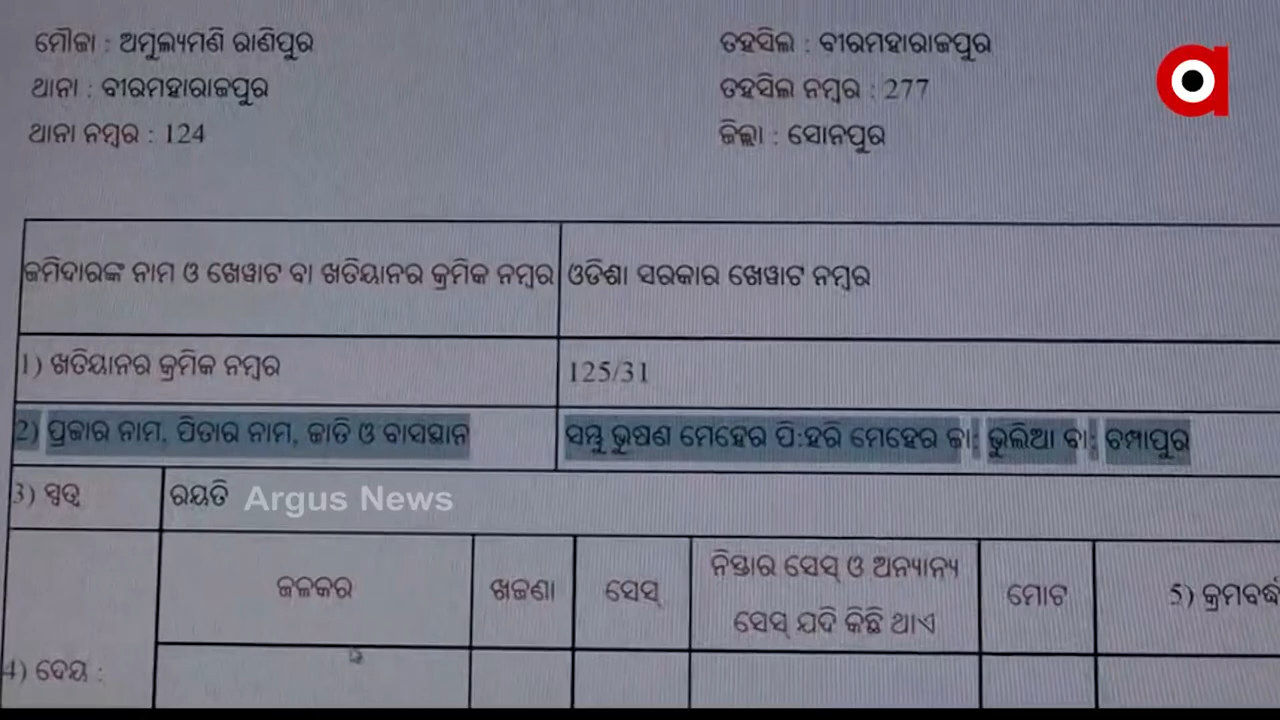 ମୌଜା : ଅମୁଲ୍ୟମଣି ରାଣିପୁର
ତହସିଲ : ବୀରମହାରାଜପୁର
ଥାନା : ବୀରମହାରାଜପୁର
ତହସିଲ ନମ୍ବର : 277
ଥାନା ନମ୍ବର : 124
ଜିଲ୍ଲା : ସୋନପୁର
ଜମିଦାରଙ୍କ ନାମ ଓ ଖେୱାଟ ବା ଖତିୟାନର କ୍ରମିକ ନମ୍ବର
ଓଡିଶା ସରକାର ଖେୱାଟ ନମ୍ବର
1) ଖତିୟାନର କ୍ରମିକ ନମ୍ବର
125/31
2) ପ୍ରଜାର ନାମ, ପିତାର ନାମ, ଜାତି ଓ ବାସସ୍ଥାନ
ସମ୍ଭୁ ଭୁଷଣ ମେହେର ପି:ହରି ମେହେର ଜା: ଭୁଲିଆ ବା: ଚମ୍ପାପୁର
3) ସ୍ୱତ୍ୱ
ରୟତି
Argus News
ଜଳକର
ଖଜଣା
ସେସ୍
ନିସ୍ତାର ସେସ୍ ଓ ଅନ୍ୟାନ୍ୟ
ସେସ୍ ଯଦି କିଛି ଥାଏ
ମୋଟ
5) କ୍ରମବର୍ଦ୍ଧ
4) ଦେୟ :